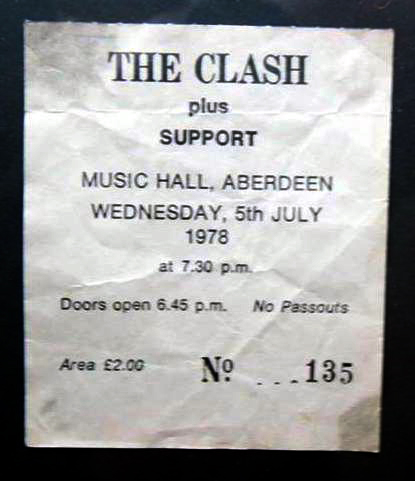 THE CLASH
plus
SUPPORT
MUSIC HALL, ABERDEEN
WEDNESDAY, 5th JULY
1978
at 7.30 p.m.
Doors open 6.45 p.m. No Passouts
Area £2.00 Nº. ...135